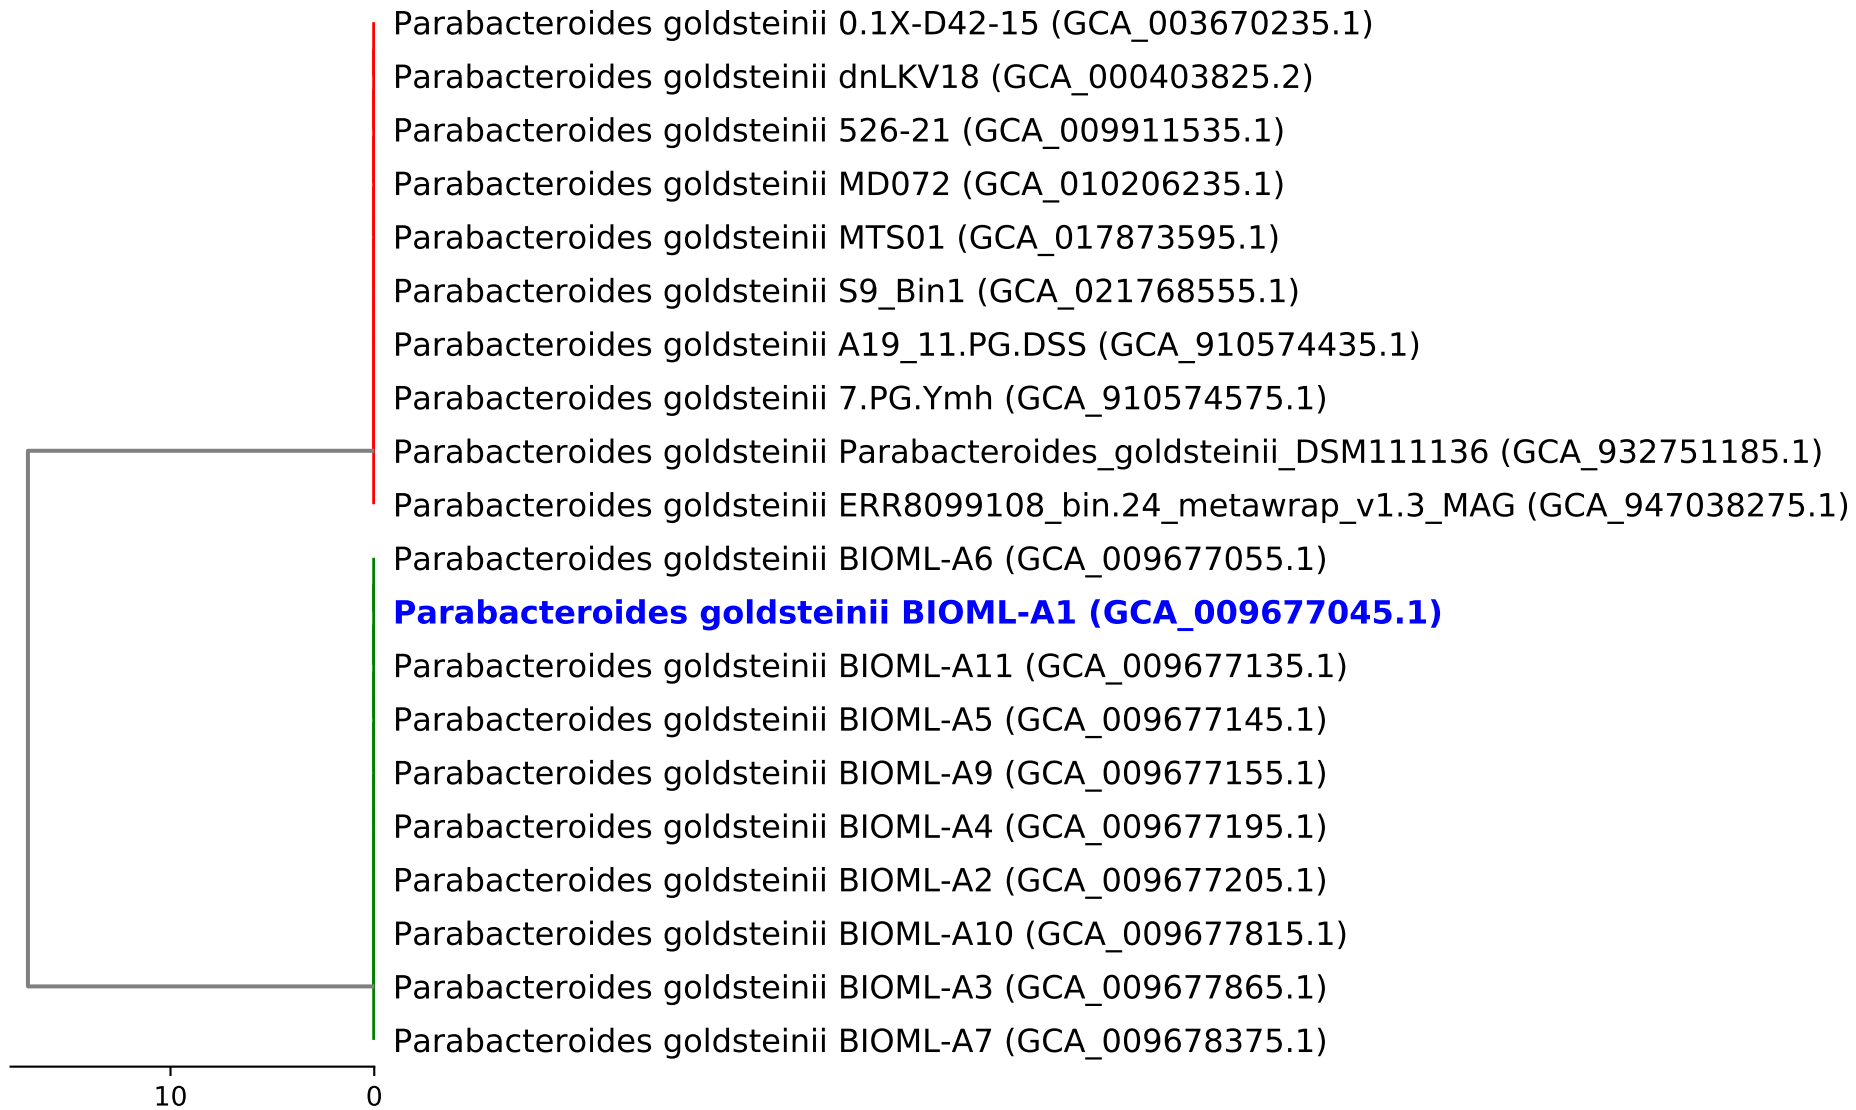 Parabacteroides goldsteinii 0.1X-D42-15 (GCA_003670235.1)
Parabacteroides goldsteinii dnLKV18 (GCA_000403825.2)
Parabacteroides goldsteinii 526-21 (GCA_009911535.1)
Parabacteroides goldsteinii MD072 (GCA_010206235.1)
Parabacteroides goldsteinii MTS01 (GCA_017873595.1)
Parabacteroides goldsteinii S9_Bin1 (GCA_021768555.1)
Parabacteroides goldsteinii A19_11.PG.DSS (GCA_910574435.1)
Parabacteroides goldsteinii 7.PG.Ymh (GCA_910574575.1)
Parabacteroides goldsteinii Parabacteroides_goldsteinii_DSM111136 (GCA_932751185.1)
Parabacteroides goldsteinii ERR8099108_bin.24_metawrap_v1.3_MAG (GCA_947038275.1)
Parabacteroides goldsteinii BIOML-A6 (GCA_009677055.1)
Parabacteroides goldsteinii BIOML-A1 (GCA_009677045.1)
Parabacteroides goldsteinii BIOML-A11 (GCA_009677135.1)
Parabacteroides goldsteinii BIOML-A5 (GCA_009677145.1)
Parabacteroides goldsteinii BIOML-A9 (GCA_009677155.1)
Parabacteroides goldsteinii BIOML-A4 (GCA_009677195.1)
Parabacteroides goldsteinii BIOML-A2 (GCA_009677205.1)
Parabacteroides goldsteinii BIOML-A10 (GCA_009677815.1)
Parabacteroides goldsteinii BIOML-A3 (GCA_009677865.1)
Parabacteroides goldsteinii BIOML-A7 (GCA_009678375.1)
10 0